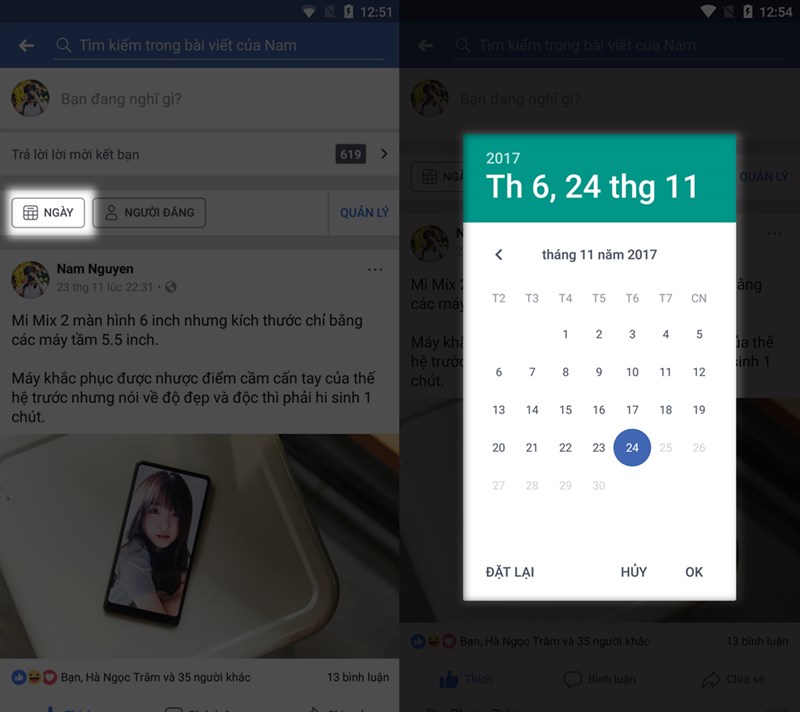 12:51
Tìm kiếm trong bài viết của Nam
Bạn đang nghĩ gì?
Trả lời lời mời kết bạn
619
NGÀY
NGƯỜI ĐĂNG
QUẢN LÝ
Nam Nguyen
23 thg 11 lúc 22:31
Mi Mix 2 màn hình 6 inch nhưng kích thước chỉ bằng
các máy tầm 5.5 inch.
Máy khắc phục được nhược điểm cầm cấn tay của thế
hệ trước nhưng nói về độ đẹp và độc thì phải hi sinh 1
chút.
Bạn, Hà Ngọc Trâm và 35 người khác
13 bình luận
12:54
Tìm kiếm trong bài viết của Nam
Bạn đang nghĩ gì?
QUẢN LÝ
2017
Th 6, 24 thg 11
tháng 11 năm 2017
T2 T3 T4 T5 T6 T7 CN
1 2 3 4 5
6 7 8 9 10 11 12
13 14 15 16 17 18 19
20 21 22 23 24 25 26
27 28 29 30
ĐẶT LẠI HỦY OK
chút.
Bạn, Hà Ngọc Trâm và 35 người khác
13 bình luận
Thích
Bình luận
Chia sẻ